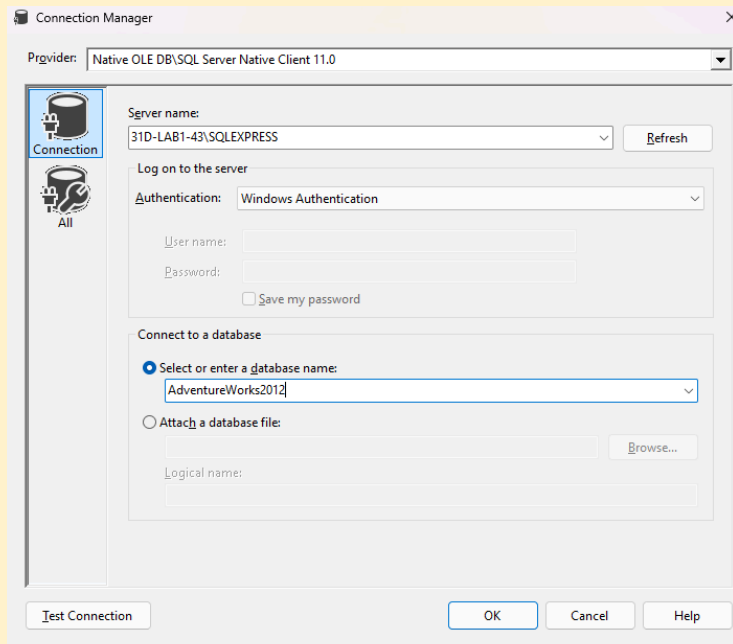 Connection Manager
Provider: Native OLE DB\SQL Server Native Client 11.0
Connection
All
Server name:
31D-LAB1-43\SQLEXPRESS
Refresh
Log on to the server
Authentication: Windows Authentication
User name:
Password:
Save my password
Connect to a database
Select or enter a database name:
AdventureWorks2012
Attach a database file:
Browse...
Logical name:
Test Connection OK Cancel Help